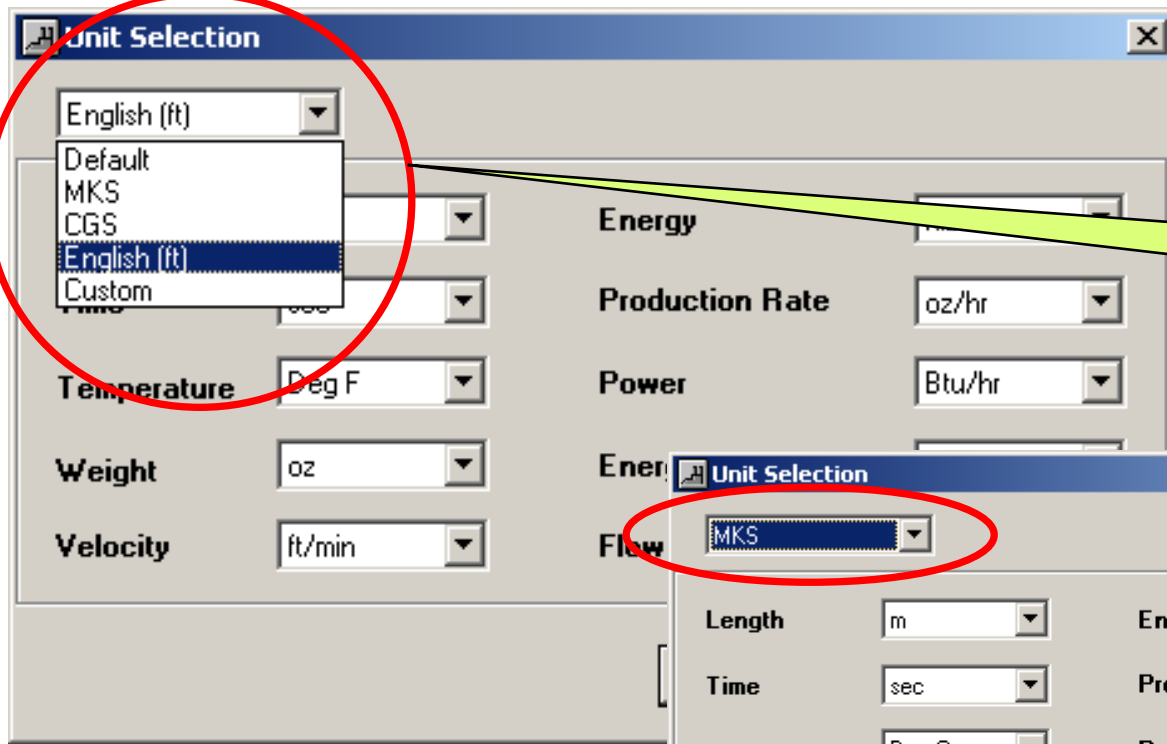 Unit Selection
English (ft)
Default
MKS
CGS
English (ft)
Custom
Energy
Production Rate
oz/hr
Temperature
Deg F
Power
Btu/hr
Weight
oz
Velocity
ft/min
Flow
Unit Selection
MKS
Length
m
Time
sec